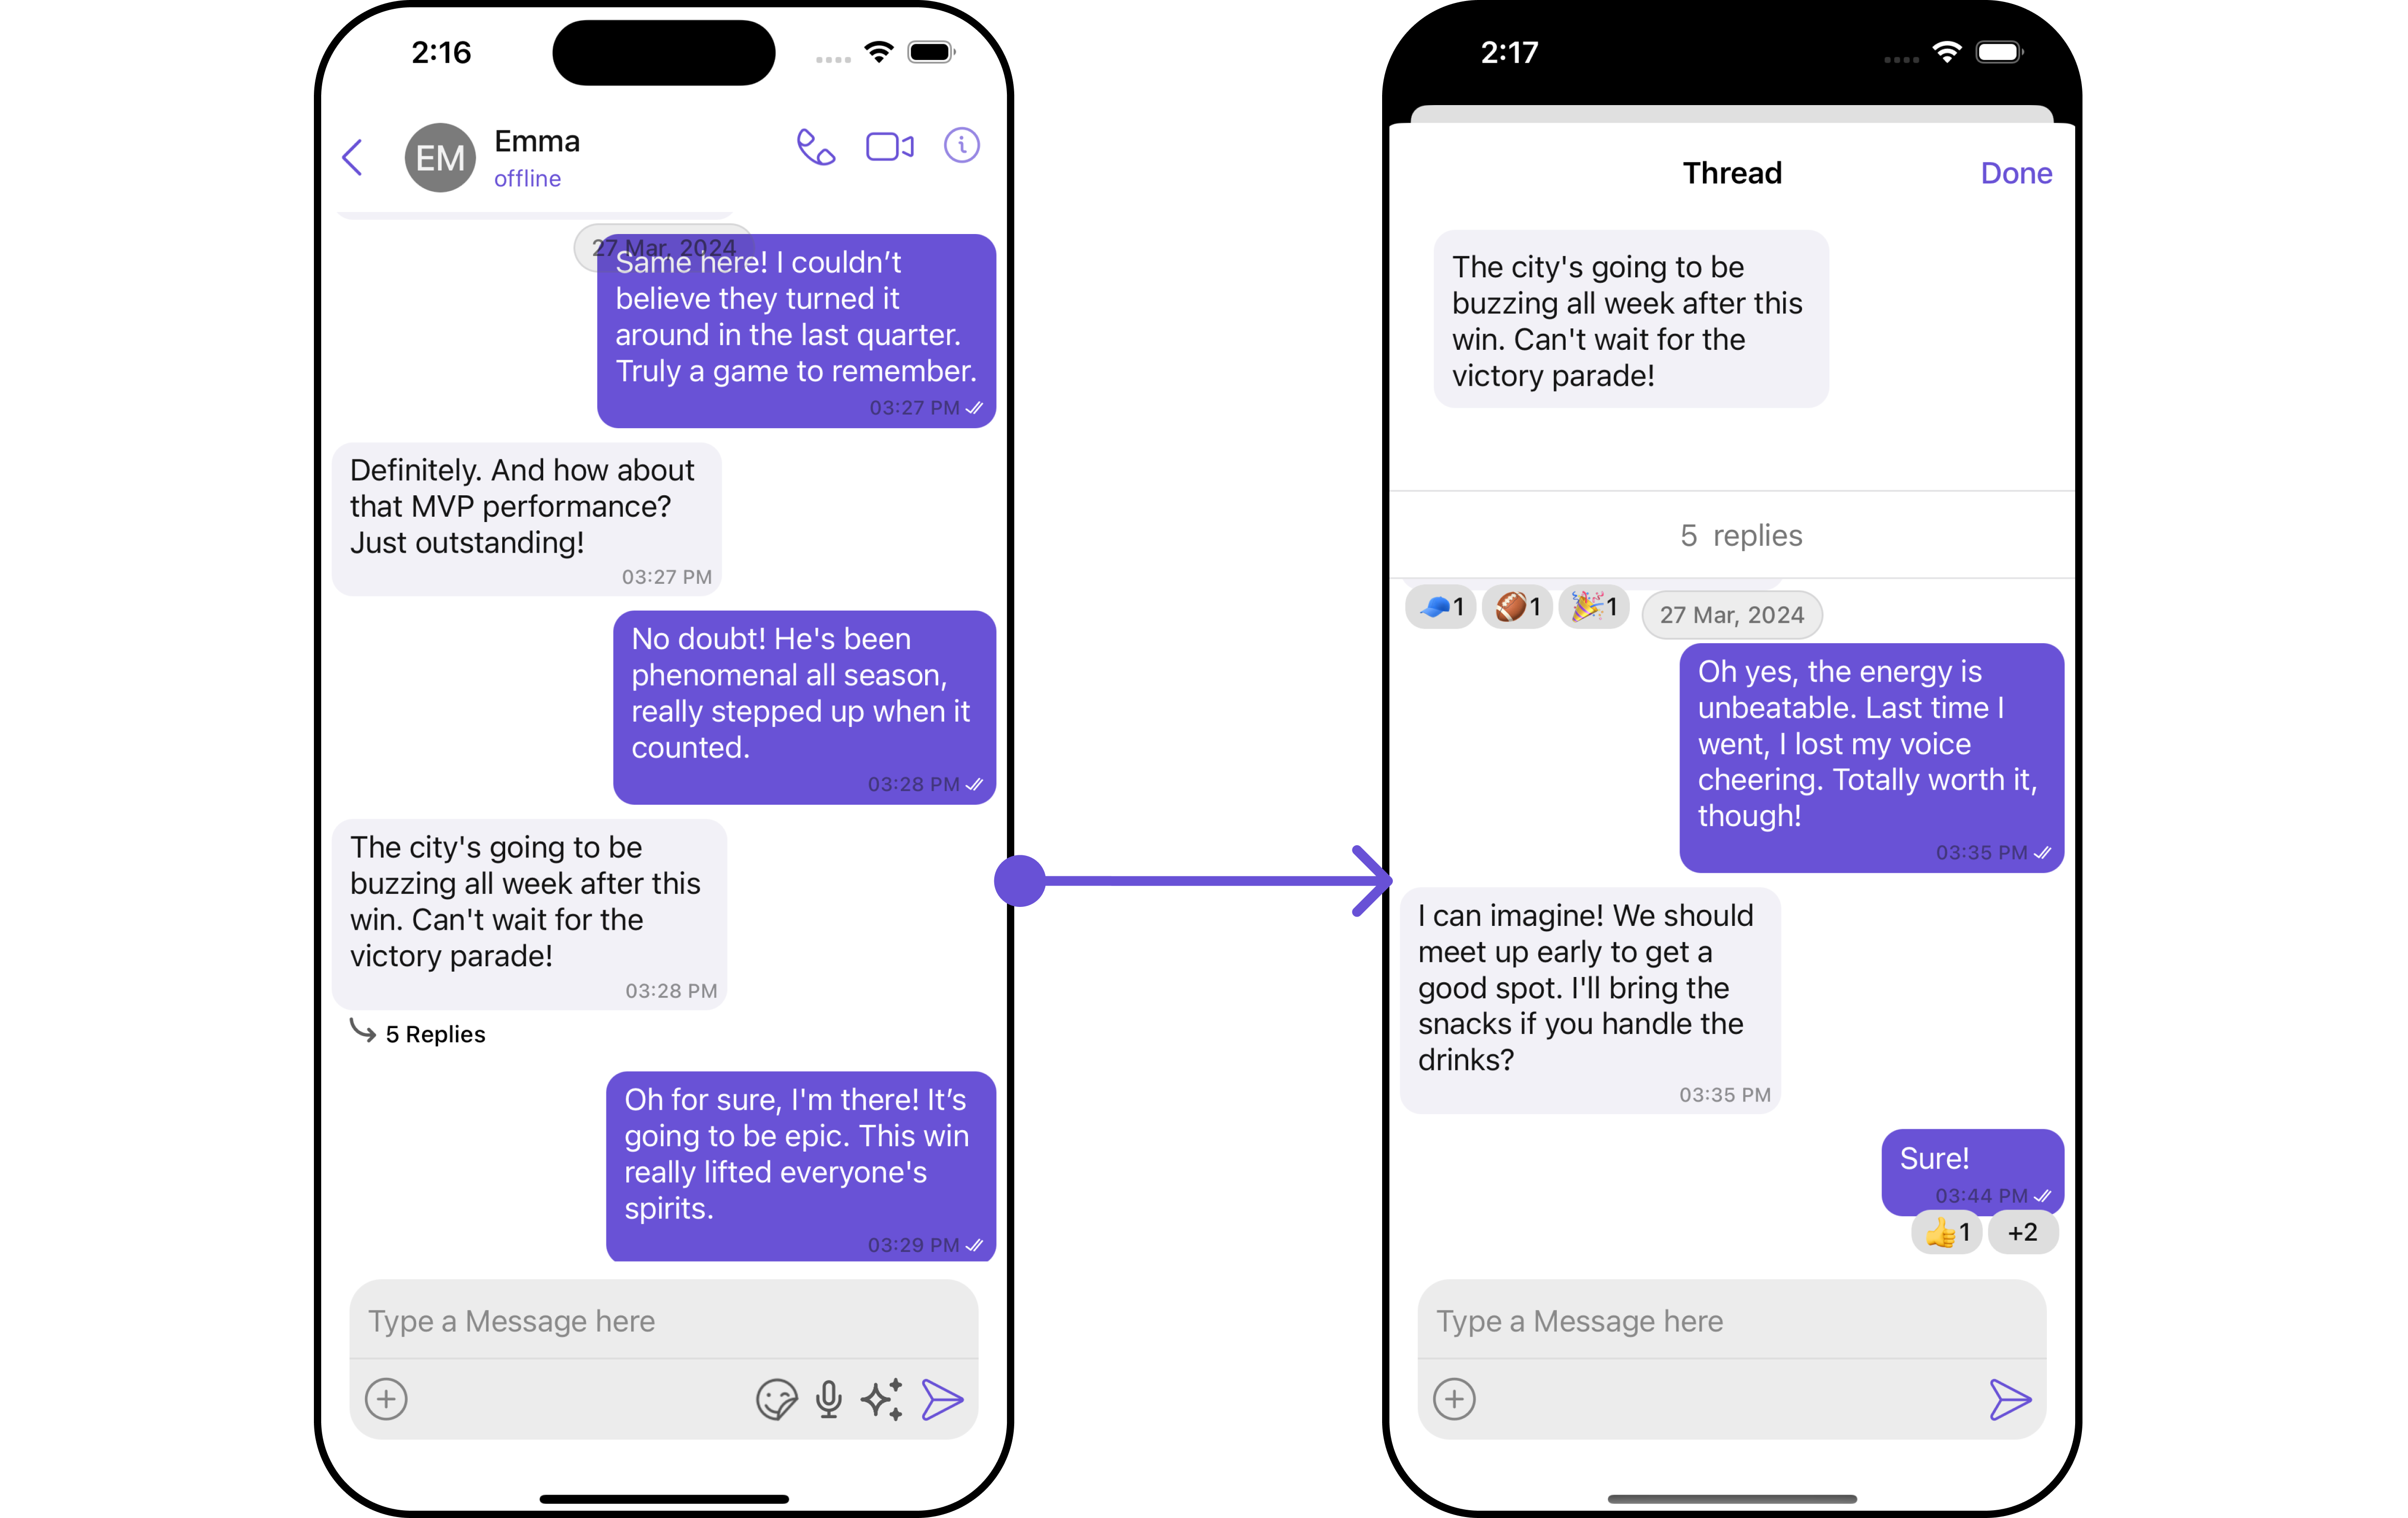 2:16
EM
Emma
offline
27 Mar, 2024
Same here! I couldn’t
believe they turned it
around in the last quarter.
Truly a game to remember.
03:27 PM
Definitely. And how about
that MVP performance?
Just outstanding!
03:27 PM
No doubt! He's been
phenomenal all season,
really stepped up when it
counted.
03:28 PM
The city's going to be
buzzing all week after this
win. Can't wait for the
victory parade!
03:28 PM
5 Replies
Oh for sure, I'm there! It’s
going to be epic. This win
really lifted everyone's
spirits.
03:29 PM
Type a Message here
2:17
Thread
Done
The city's going to be
buzzing all week after this
win. Can't wait for the
victory parade!
5 replies
🧢1 🏈1 🎉1
27 Mar, 2024
Oh yes, the energy is
unbeatable. Last time I
went, I lost my voice
cheering. Totally worth it,
though!
03:35 PM
I can imagine! We should
meet up early to get a
good spot. I'll bring the
snacks if you handle the
drinks?
03:35 PM
Sure!
03:44 PM
👍1 +2
Type a Message here